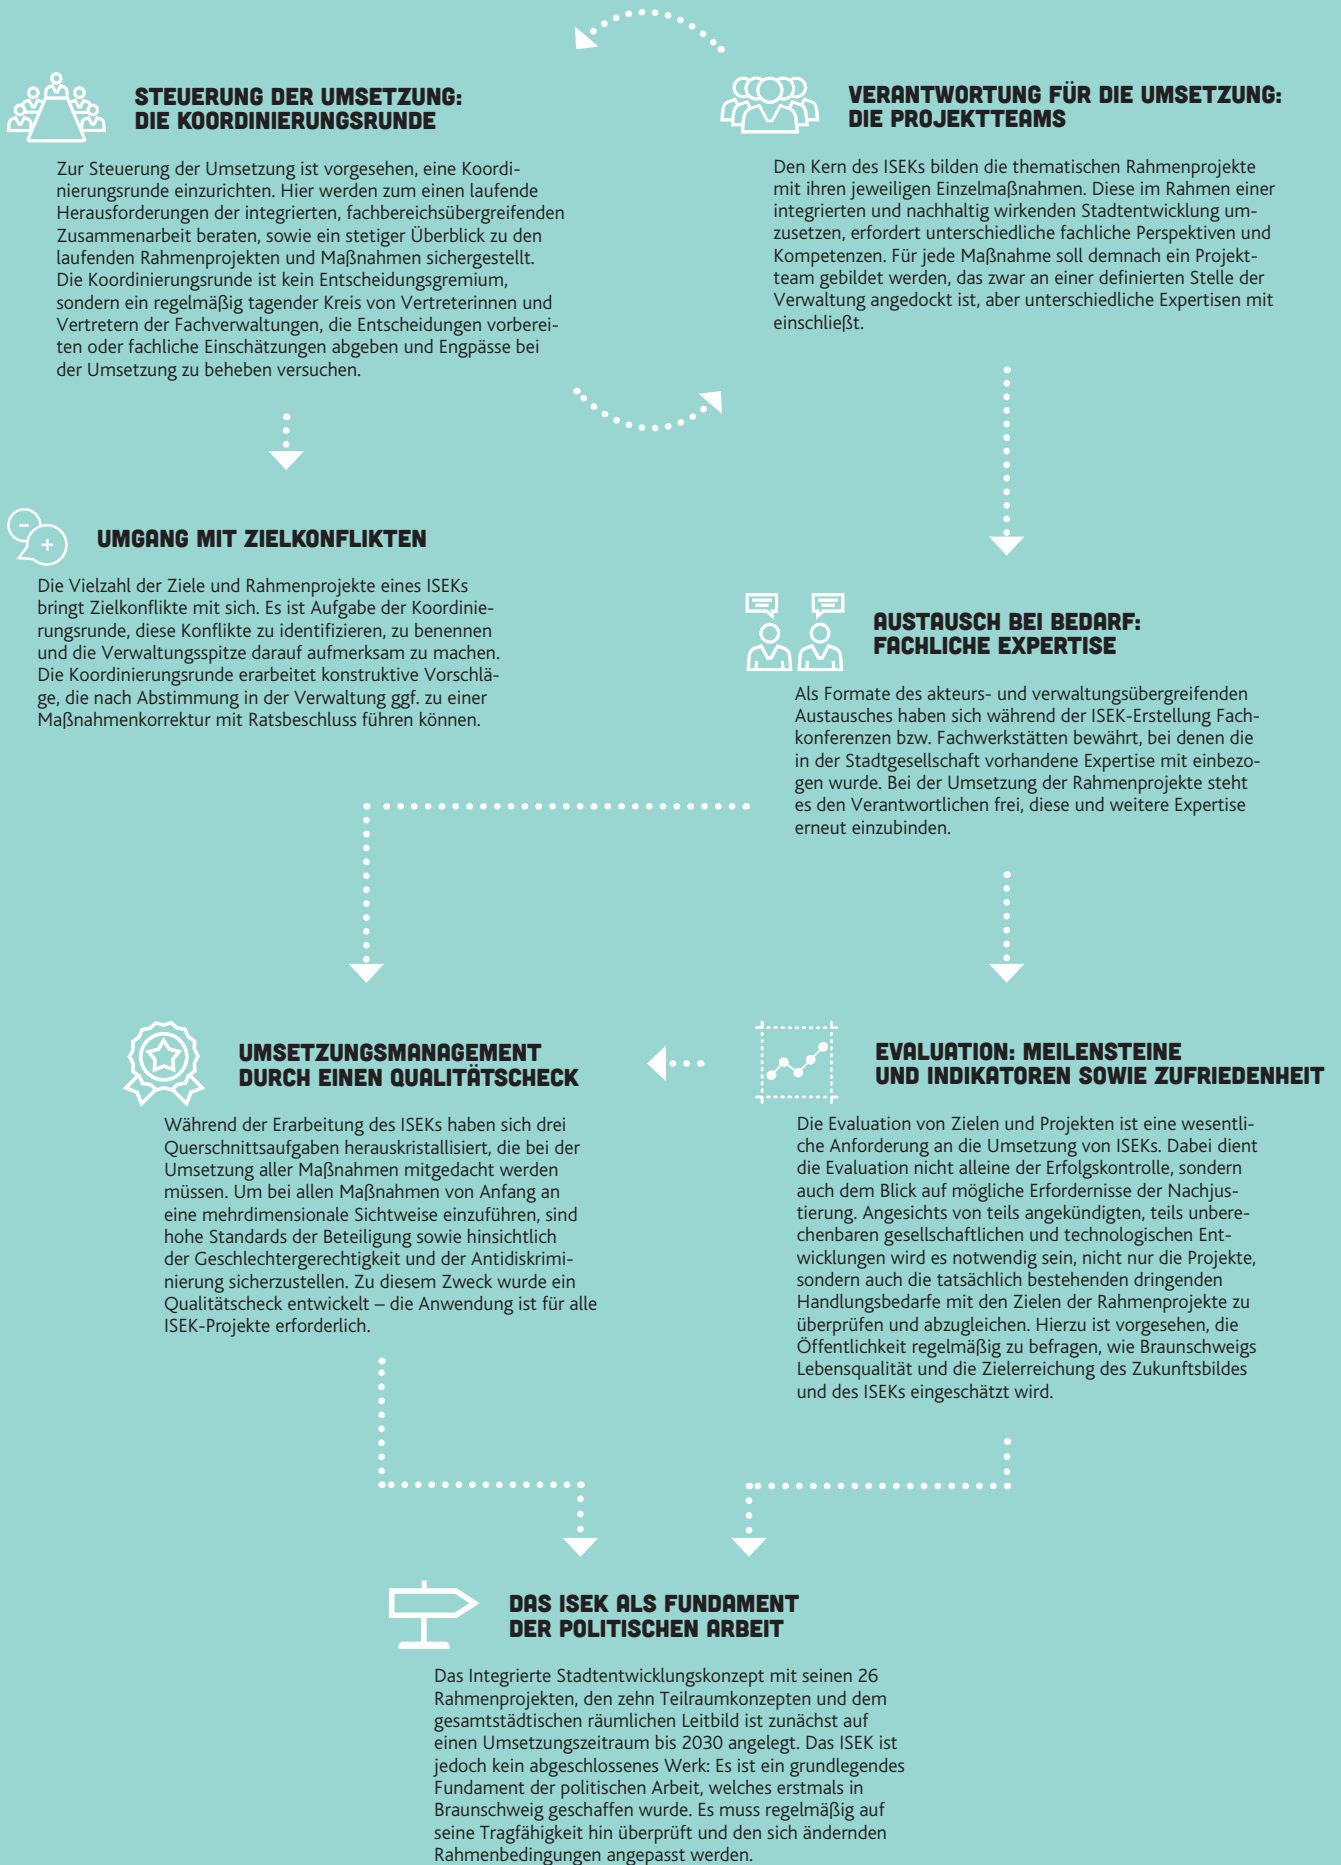 STEUERUNG DER UMSETZUNG:
DIE KOORDINIERUNGSRUNDE
Zur Steuerung der Umsetzung ist vorgesehen, eine Koordi-
nierungsrunde einzurichten. Hier werden zum einen laufende
Herausforderungen der integrierten, fachbereichsübergreifenden
Zusammenarbeit beraten, sowie ein stetiger Überblick zu den
laufenden Rahmenprojekten und Maßnahmen sichergestellt.
Die Koordinierungsrunde ist kein Entscheidungsgremium,
sondern ein regelmäßig tagender Kreis von Vertreterinnen und
Vertretern der Fachverwaltungen, die Entscheidungen vorberei-
ten oder fachliche Einschätzungen abgeben und Engpässe bei
der Umsetzung zu beheben versuchen.
VERANTWORTUNG FÜR DIE UMSETZUNG:
DIE PROJEKTTEAMS
Den Kern des ISEKs bilden die thematischen Rahmenprojekte
mit ihren jeweiligen Einzelmaßnahmen. Diese im Rahmen einer
integrierten und nachhaltig wirkenden Stadtentwicklung um-
zusetzen, erfordert unterschiedliche fachliche Perspektiven und
Kompetenzen. Für jede Maßnahme soll demnach ein Projekt-
team gebildet werden, das zwar an einer definierten Stelle der
Verwaltung angedockt ist, aber unterschiedliche Expertisen mit
einschließt.
UMGANG MIT ZIELKONFLIKTEN
Die Vielzahl der Ziele und Rahmenprojekte eines ISEKs
bringt Zielkonflikte mit sich. Es ist Aufgabe der Koordinie-
rungsrunde, diese Konflikte zu identifizieren, zu benennen
und die Verwaltungsspitze darauf aufmerksam zu machen.
Die Koordinierungsrunde erarbeitet konstruktive Vorschlä-
ge, die nach Abstimmung in der Verwaltung ggf. zu einer
Maßnahmenkorrektur mit Ratsbeschluss führen können.
AUSTAUSCH BEI BEDARF:
FACHLICHE EXPERTISE
Als Formate des akteurs- und verwaltungsübergreifenden
Austausches haben sich während der ISEK-Erstellung Fach-
konferenzen bzw. Fachwerkstätten bewährt, bei denen die
in der Stadtgesellschaft vorhandene Expertise mit einbezo-
gen wurde. Bei der Umsetzung der Rahmenprojekte steht
es den Verantwortlichen frei, diese und weitere Expertise
erneut einzubinden.
UMSETZUNGSMANAGEMENT
DURCH EINEN QUALITÄTSCHECK
Während der Erarbeitung des ISEKs haben sich drei
Querschnittsaufgaben herauskristallisiert, die bei der
Umsetzung aller Maßnahmen mitgedacht werden
müssen. Um bei allen Maßnahmen von Anfang an
eine mehrdimensionale Sichtweise einzuführen, sind
hohe Standards der Beteiligung sowie hinsichtlich
der Geschlechtergerechtigkeit und der Antidiskrimi-
nierung sicherzustellen. Zu diesem Zweck wurde ein
Qualitätscheck entwickelt – die Anwendung ist für alle
ISEK-Projekte erforderlich.
EVALUATION: MEILENSTEINE
UND INDIKATOREN SOWIE ZUFRIEDENHEIT
Die Evaluation von Zielen und Projekten ist eine wesentli-
che Anforderung an die Umsetzung von ISEKs. Dabei dient
die Evaluation nicht alleine der Erfolgskontrolle, sondern
auch dem Blick auf mögliche Erfordernisse der Nachjus-
tierung. Angesichts von teils angekündigten, teils unbere-
chenbaren gesellschaftlichen und technologischen Ent-
wicklungen wird es notwendig sein, nicht nur die Projekte,
sondern auch die tatsächlich bestehenden dringenden
Handlungsbedarfe mit den Zielen der Rahmenprojekte zu
überprüfen und abzugleichen. Hierzu ist vorgesehen, die
Öffentlichkeit regelmäßig zu befragen, wie Braunschweigs
Lebensqualität und die Zielerreichung des Zukunftsbildes
und des ISEKs eingeschätzt wird.
DAS ISEK ALS FUNDAMENT
DER POLITISCHEN ARBEIT
Das Integrierte Stadtentwicklungskonzept mit seinen 26
Rahmenprojekten, den zehn Teilraumkonzepten und dem
gesamtstädtischen räumlichen Leitbild ist zunächst auf
einen Umsetzungszeitraum bis 2030 angelegt. Das ISEK ist
jedoch kein abgeschlossenes Werk: Es ist ein grundlegendes
Fundament der politischen Arbeit, welches erstmals in
Braunschweig geschaffen wurde. Es muss regelmäßig auf
seine Tragfähigkeit hin überprüft und den sich ändernden
Rahmenbedingungen angepasst werden.